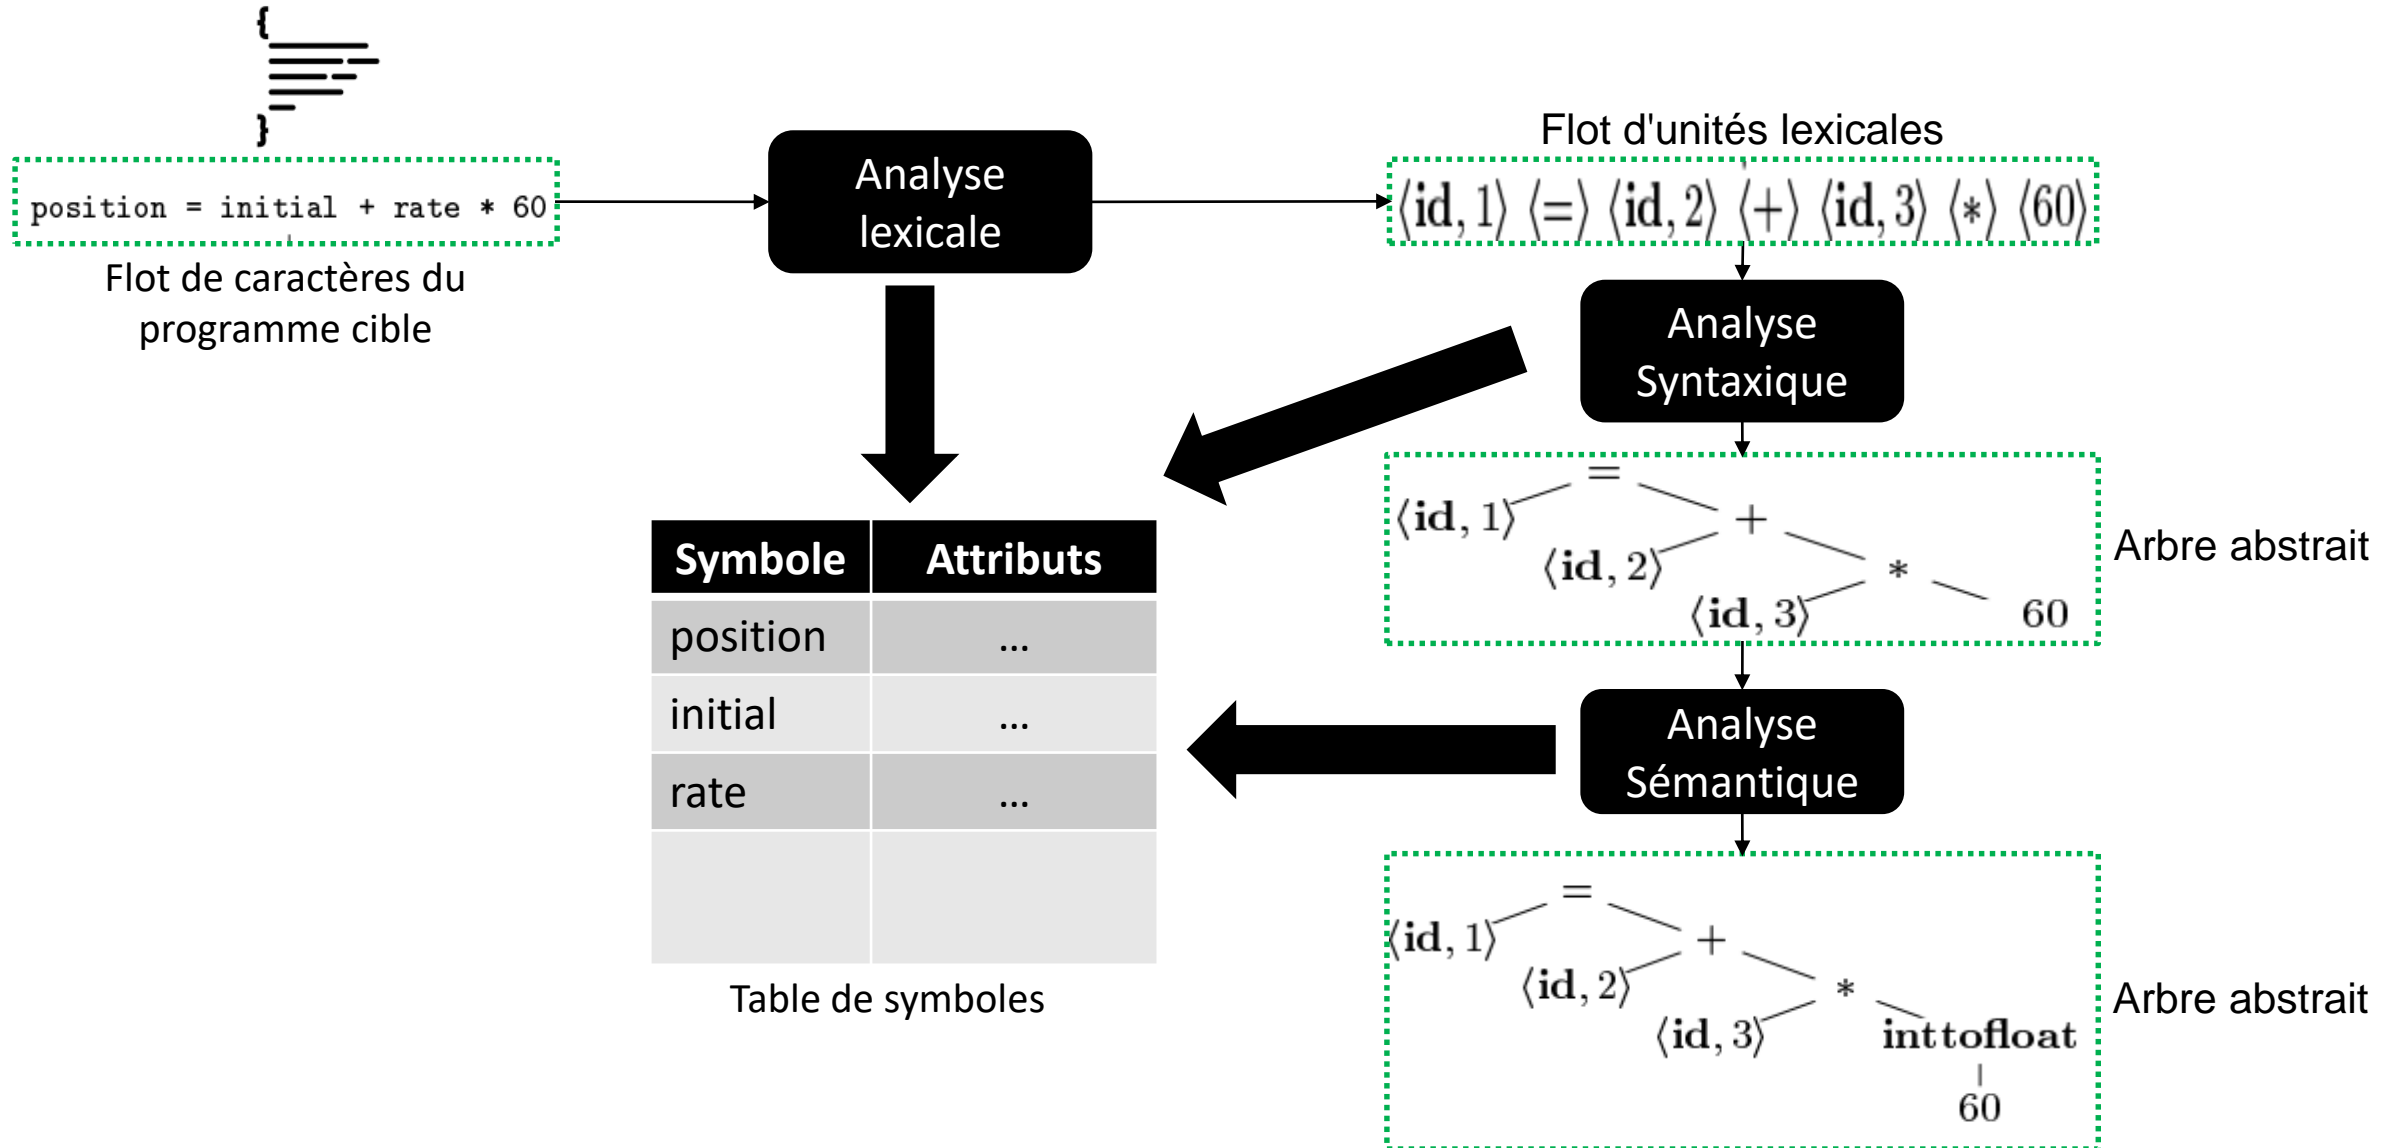 {
}
position = initial + rate * 60
Flot de caractères du
programme cible
Analyse
lexicale
Flot d'unités lexicales
⟨id, 1⟩ ⟨=⟩ ⟨id, 2⟩ ⟨+⟩ ⟨id, 3⟩ ⟨*⟩ ⟨60⟩
Analyse
Syntaxique
=
⟨id, 1⟩ +
⟨id, 2⟩ *
⟨id, 3⟩ 60
Arbre abstrait
Analyse
Sémantique
=
⟨id, 1⟩ +
⟨id, 2⟩ *
⟨id, 3⟩ inttofloat
60
Arbre abstrait
Symbole Attributs
position ...
initial ...
rate ...
Table de symboles